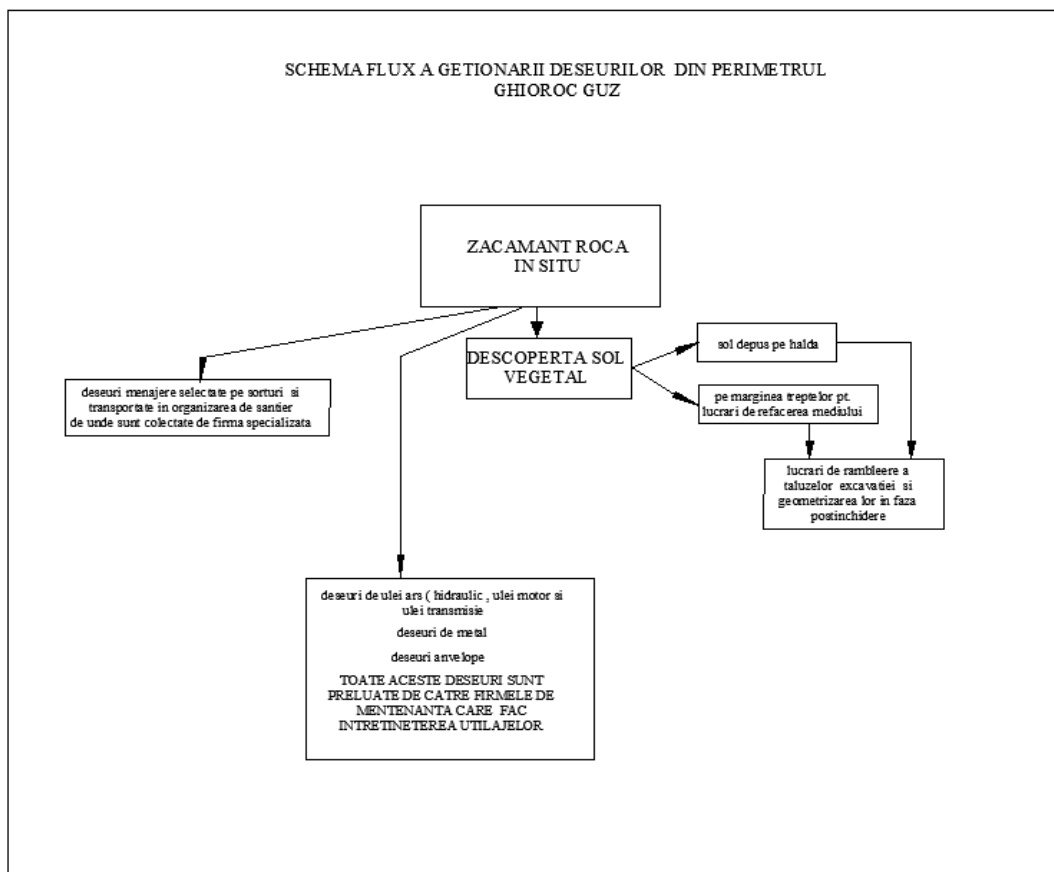 SCHEMA FLUX A GETIONARII DESEURILOR DIN PERIMETRUL
GHIOROC GUZ
ZACAMANT ROCA
IN SITU
DESCOPERTA SOL
VEGETAL
sol depus pe halda
pe marginea treptelor pt.
lucrari de refacerea mediului
deseuri menajere selectate pe sorturi si
transportate in organizarea de santier
de unde sunt colectate de firma specializata
lucrari de rambleere a
taluzelor excavatiei si
geometrizarea lor in faza
postinchidere
deseuri de ulei ars ( hidraulic , ulei motor si
ulei transmisie
deseuri de metal
deseuri anvelope
TOATE ACESTE DESEURI SUNT
PRELUATE DE CATRE FIRMELE DE
MENTENANTA CARE FAC
INTRETINETEREA UTILAJELOR